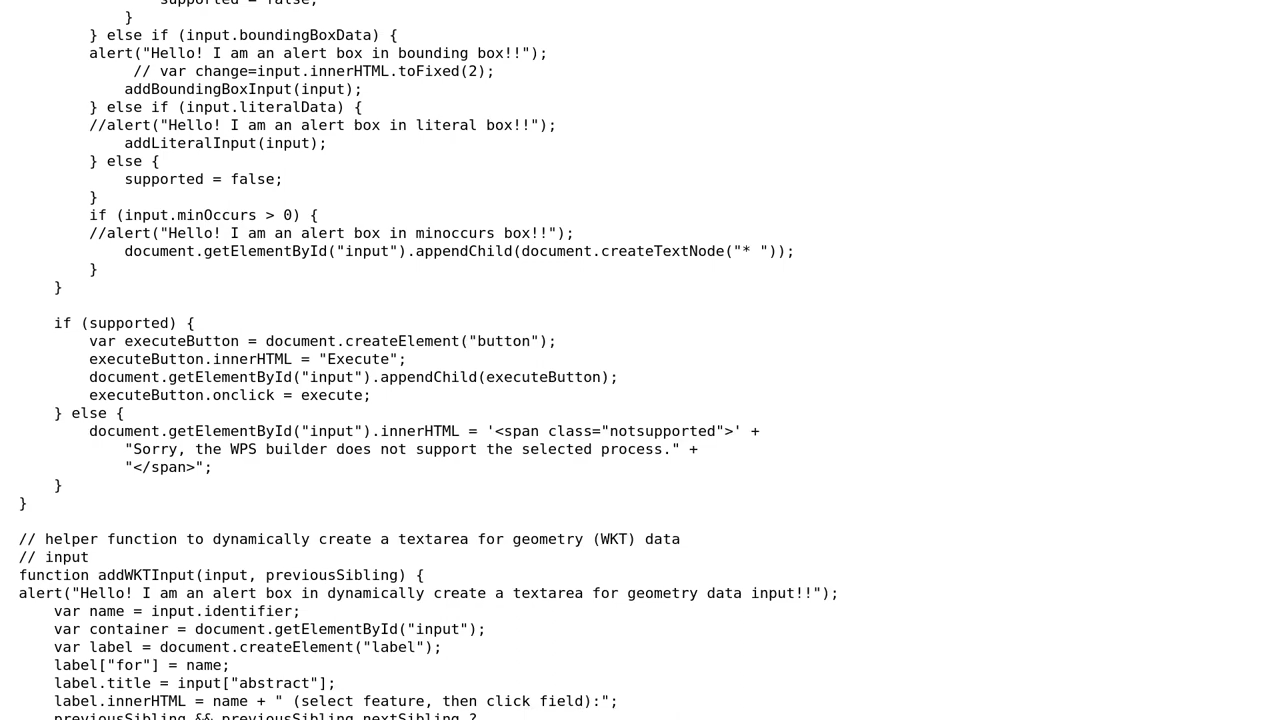 supported = false;
}
} else if (input.boundingBoxData) {
alert("Hello! I am an alert box in bounding box!!");
// var change=input.innerHTML.toFixed(2);
addBoundingBoxInput(input);
} else if (input.literalData) {
//alert("Hello! I am an alert box in literal box!!");
addLiteralInput(input);
} else {
supported = false;
}
if (input.minOccurs > 0) {
//alert("Hello! I am an alert box in minoccurs box!!");
document.getElementById("input").appendChild(document.createTextNode("* "));
}
}
if (supported) {
var executeButton = document.createElement("button");
executeButton.innerHTML = "Execute";
document.getElementById("input").appendChild(executeButton);
executeButton.onclick = execute;
} else {
document.getElementById("input").innerHTML = '<span class="notsupported">' +
"Sorry, the WPS builder does not support the selected process." +
"</span>";
}
}
// helper function to dynamically create a textarea for geometry (WKT) data
// input
function addWKTInput(input, previousSibling) {
alert("Hello! I am an alert box in dynamically create a textarea for geometry data input!!");
var name = input.identifier;
var container = document.getElementById("input");
var label = document.createElement("label");
label["for"] = name;
label.title = input["abstract"];
label.innerHTML = name + " (select feature, then click field):";
previousSibling && previousSibling.nextSibling ?